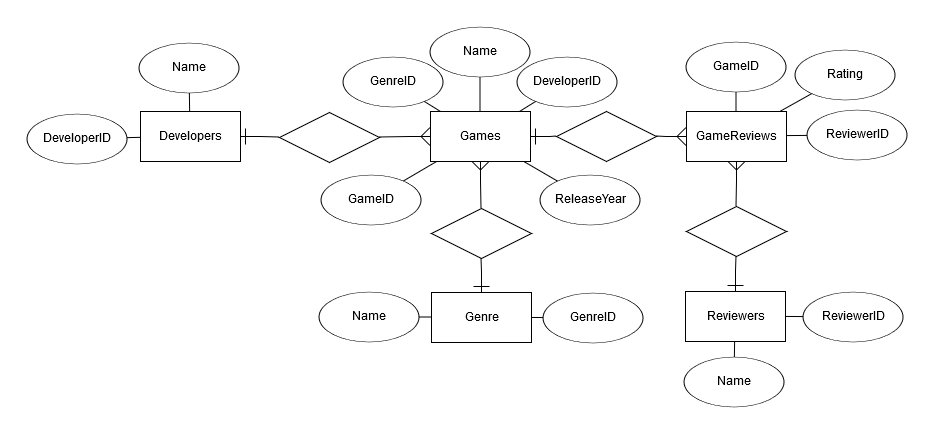 Name
GenreID
Name
DeveloperID
GameID
Rating
DeveloperID
Developers
Games
GameReviews
ReviewerID
GameID
ReleaseYear
Name
Genre
GenreID
Reviewers
ReviewerID
Name